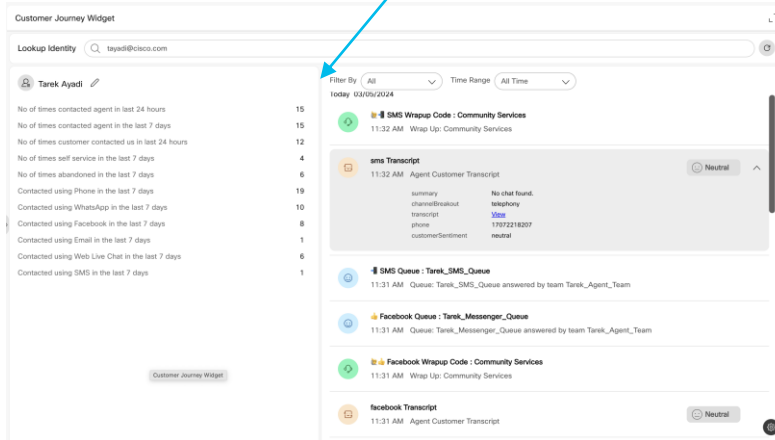 Customer Journey Widget
Lookup Identity tayadi@cisco.com
Tarek Ayadi
No of times contacted agent in last 24 hours 15
No of times contacted agent in the last 7 days 15
No of times customer contacted us in last 24 hours 12
No of times self service in the last 7 days 4
No of times abandoned in the last 7 days 6
Contacted using Phone in the last 7 days 19
Contacted using WhatsApp in the last 7 days 10
Contacted using Facebook in the last 7 days 8
Contacted using Email in the last 7 days 1
Contacted using Web Live Chat in the last 7 days 6
Contacted using SMS in the last 7 days 1
Customer Journey Widget
Filter By All Time Range All Time
Today 03/05/2024
SMS Wrapup Code : Community Services
11:32 AM Wrap Up: Community Services
sms Transcript
11:32 AM Agent Customer Transcript
Neutral
summary No chat found.
channelBreakout telephony
transcript View
phone 17072218207
customerSentiment neutral
SMS Queue : Tarek_SMS_Queue
11:31 AM Queue: Tarek_SMS_Queue answered by team Tarek_Agent_Team
Facebook Queue : Tarek_Messenger_Queue
11:31 AM Queue: Tarek_Messenger_Queue answered by team Tarek_Agent_Team
Facebook Wrapup Code : Community Services
11:31 AM Wrap Up: Community Services
facebook Transcript
11:31 AM Agent Customer Transcript
Neutral